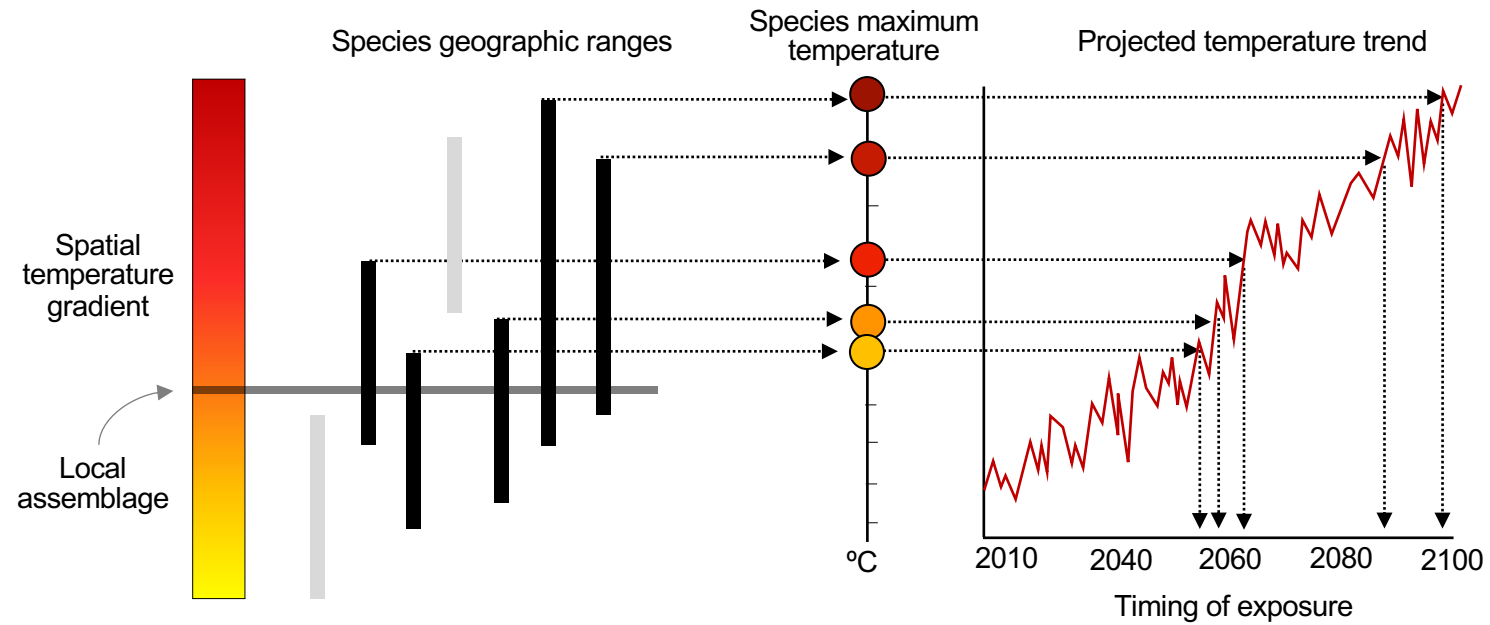 Species geographic ranges
Species maximum
temperature
Projected temperature trend
Spatial
temperature
gradient
Local
assemblage
ºC
2010
2040
2060
2080
2100
Timing of exposure